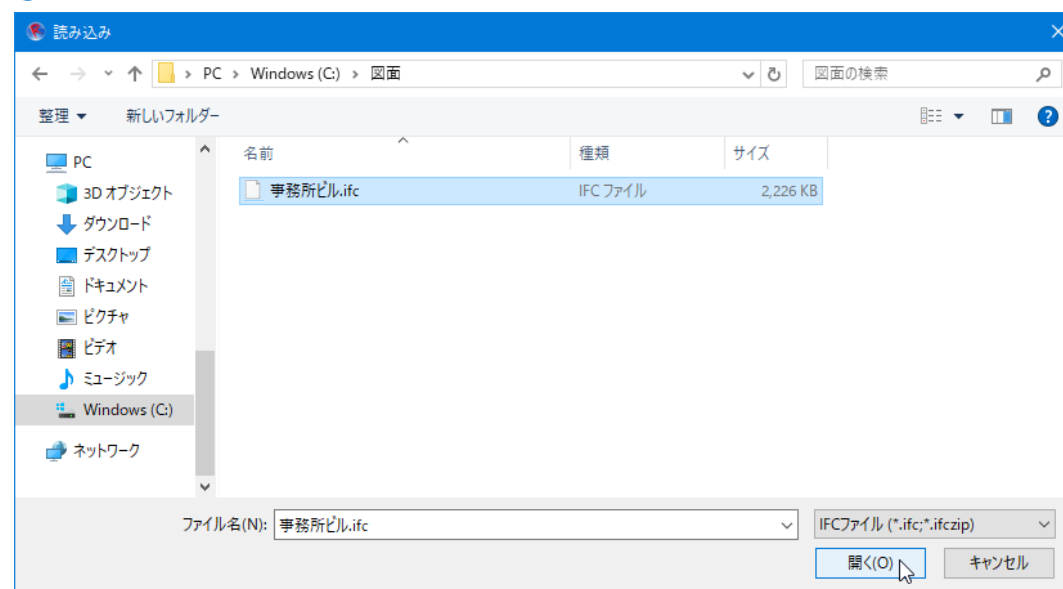 読み込み
PC › Windows (C:) › 図面
図面の検索
整理
新しいフォルダー
名前 種類 サイズ
事務所ビル.ifc IFC ファイル 2,226 KB
PC
3D オブジェクト
ダウンロード
デスクトップ
ドキュメント
ピクチャ
ビデオ
ミュージック
Windows (C:)
ネットワーク
ファイル名(N): 事務所ビル.ifc
IFCファイル (*.ifc;*.ifczip)
開く(O) キャンセル